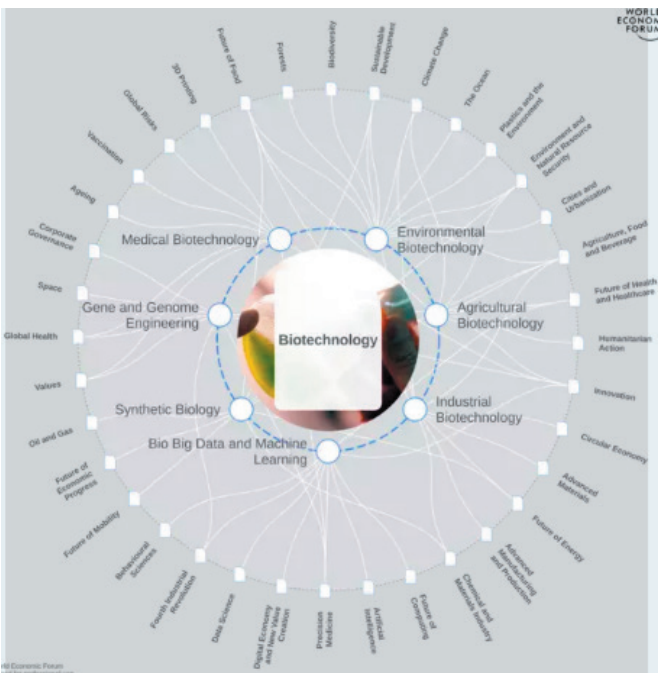 WORLD
ECONOMIC
FORUM
Biodiversity
Sustainable
Development
Climate Change
The Ocean
Plastics and the
Environment
Environment and
Natural Resource
Security
Cities and
Urbanization
Agriculture, Food
and Beverage
Future of Health
and Healthcare
Humanitarian
Action
Innovation
Circular Economy
Advanced
Materials
Future of Energy
Advanced
Manufacturing
and Production
Chemical and
Materials Industry
Future of
Computing
Artificial
Intelligence
Precision
Medicine
Digital Economy
and New Value
Creation
Data Science
Fourth Industrial
Revolution
Behavioural
Sciences
Future of Mobility
Future of
Economic
Progress
Oil and Gas
Values
Global Health
Space
Corporate
Governance
Ageing
Vaccination
Global Risks
3D Printing
Future of Food
Forests
Medical Biotechnology
Environmental
Biotechnology
Gene and Genome
Engineering
Agricultural
Biotechnology
Biotechnology
Synthetic Biology
Industrial
Biotechnology
Bio Big Data and Machine
Learning
rld Economic Forum